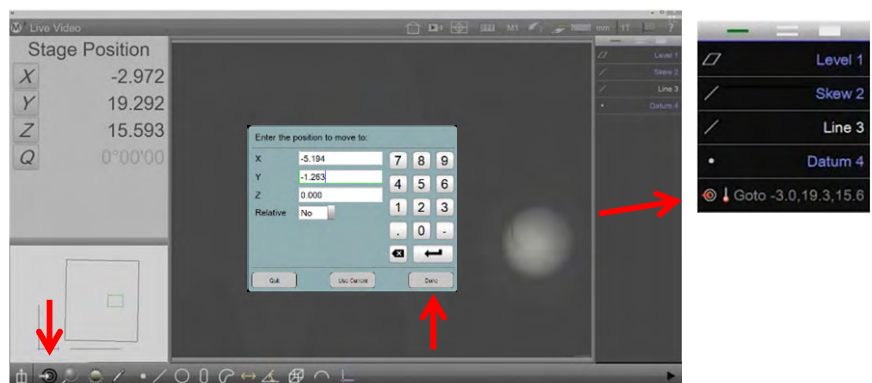 Live Video
M1
mm
1T
?
Stage Position
X -2.972
Y 19.292
Z 15.593
Q 0°00'00
Enter the position to move to:
X -5.194
Y -1.263
Z 0.000
Relative No
7 8 9
4 5 6
1 2 3
. 0 -
Quit Use Current Done
Level 1
Skew 2
Line 3
Datum 4
Level 1
Skew 2
Line 3
Datum 4
Goto -3.0,19.3,15.6